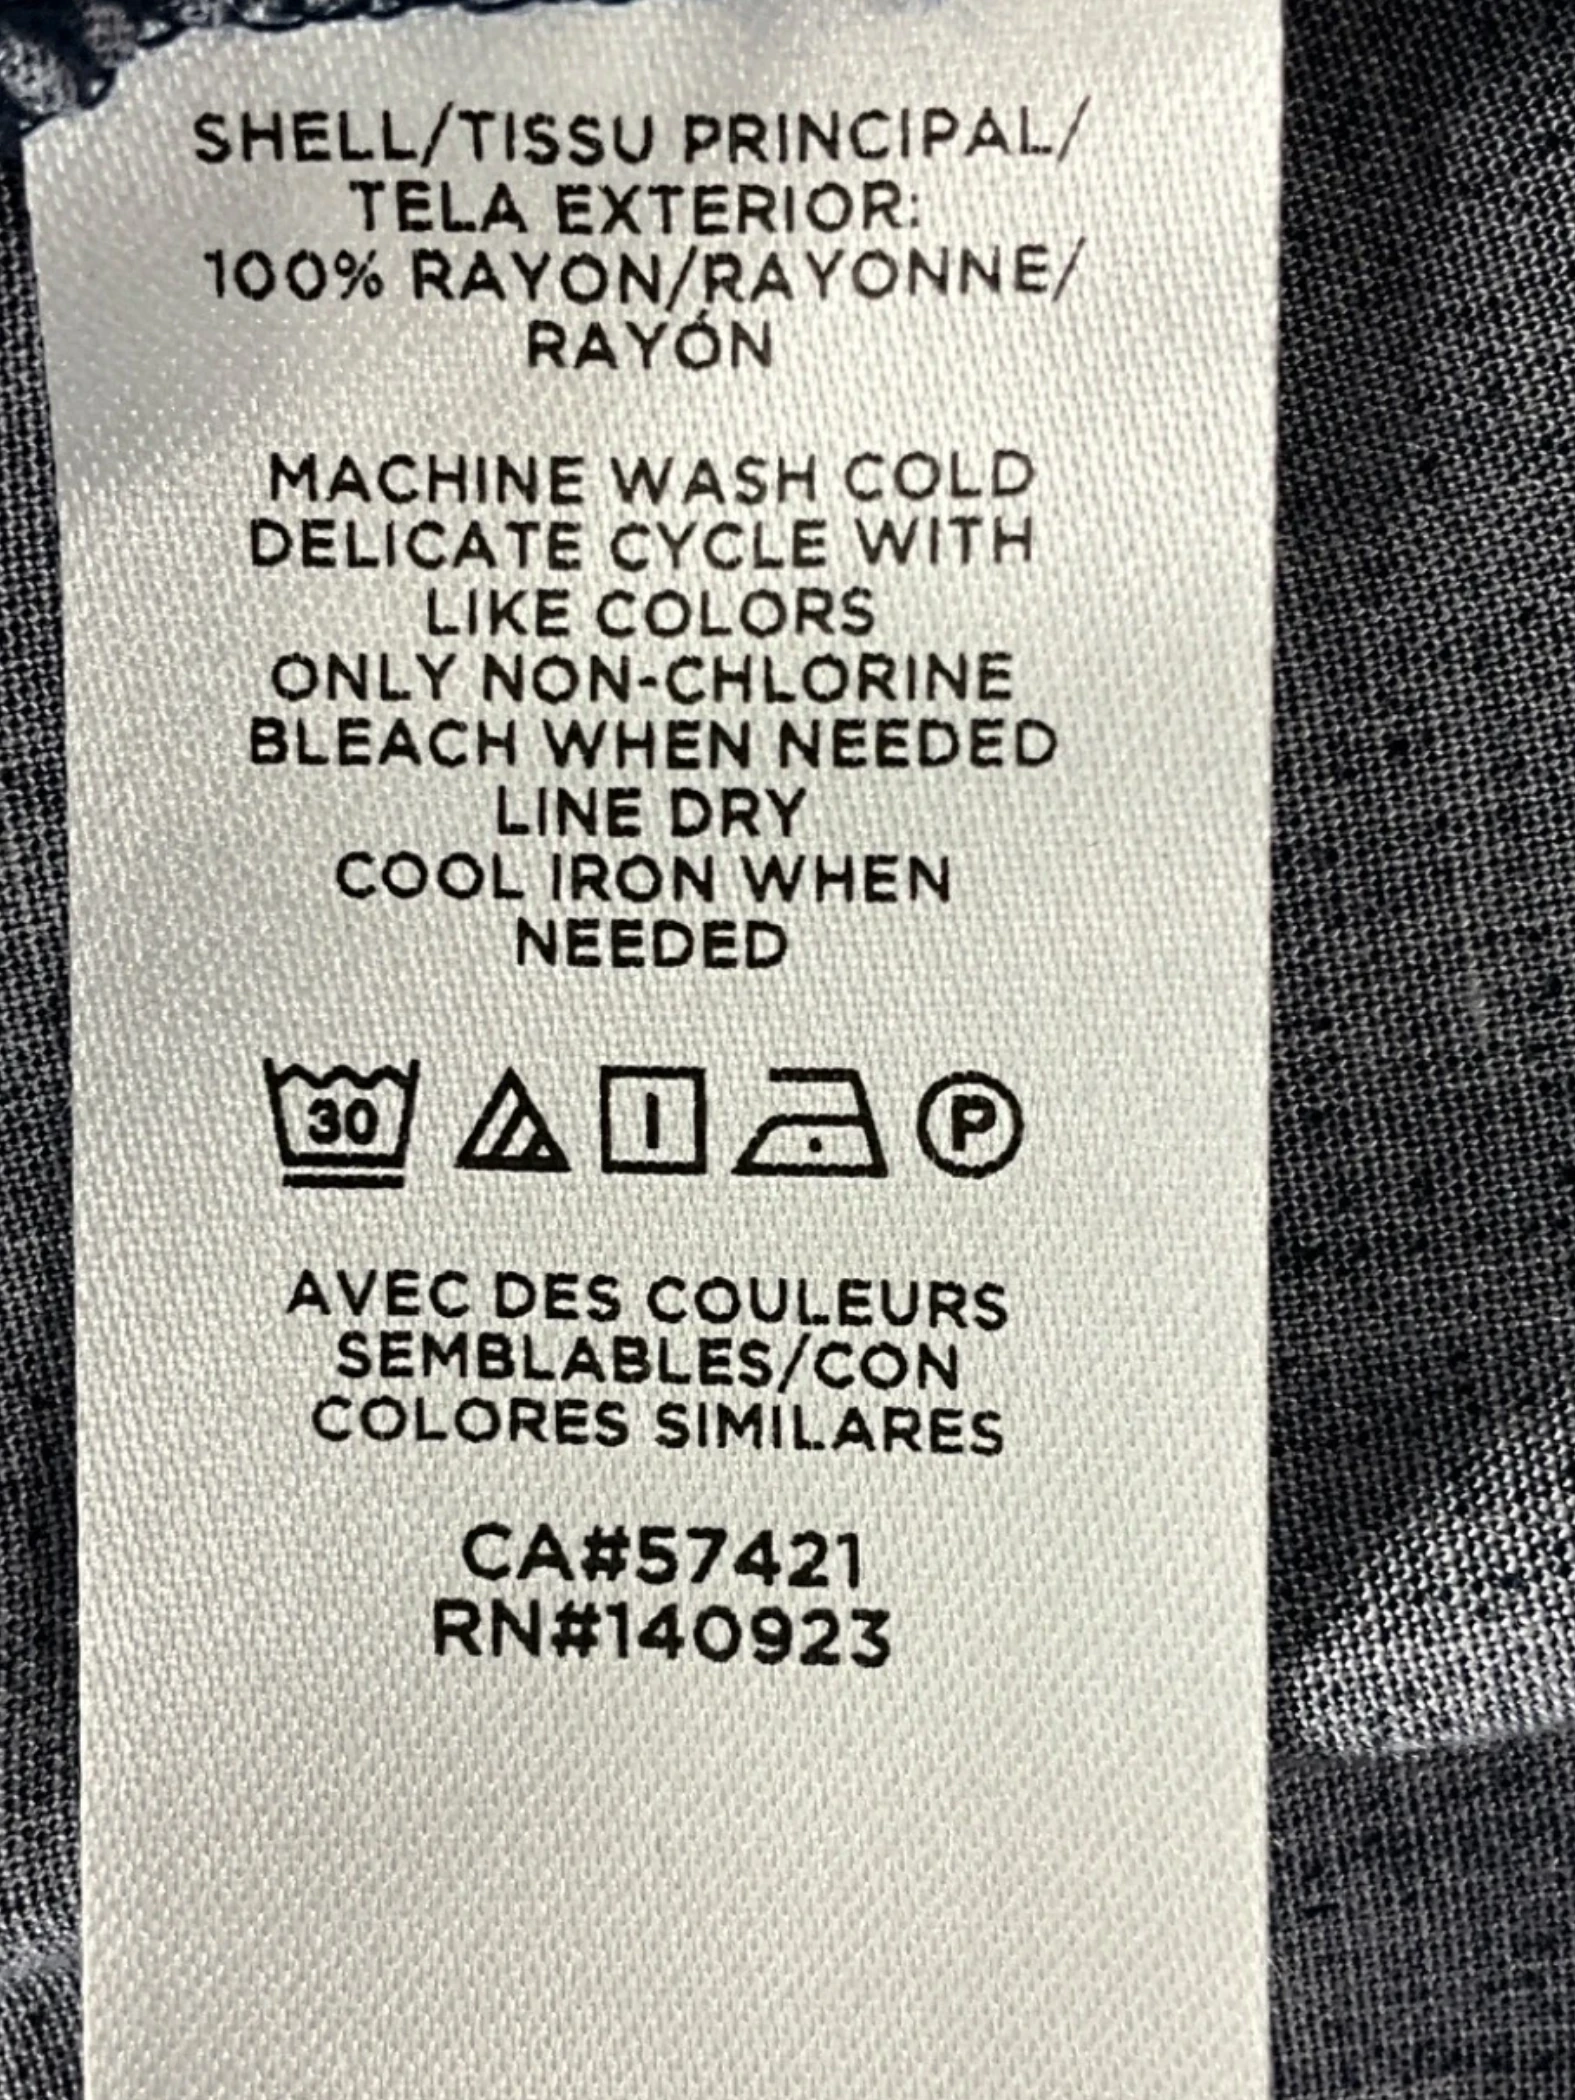 SHELL/TISSU PRINCIPAL/
TELA EXTERIOR:
100% RAYON/RAYONNE/
RAYÓN
MACHINE WASH COLD
DELICATE CYCLE WITH
LIKE COLORS
ONLY NON-CHLORINE
BLEACH WHEN NEEDED
LINE DRY
COOL IRON WHEN
NEEDED
30 P
AVEC DES COULEURS
SEMBLABLES/CON
COLORES SIMILARES
CA#57421
RN#140923